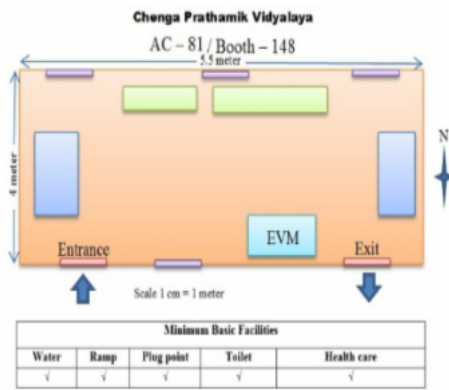 Chenga Prathamik Vidyalaya
AC – 81/ Booth – 148
5.5 meter
4 meter
N
EVM
Entrance
Exit
Scale 1 cm = 1 meter
Minimum Basic Facilities
Water Ramp Plug point Toilet Health care
√ √ √ √ √